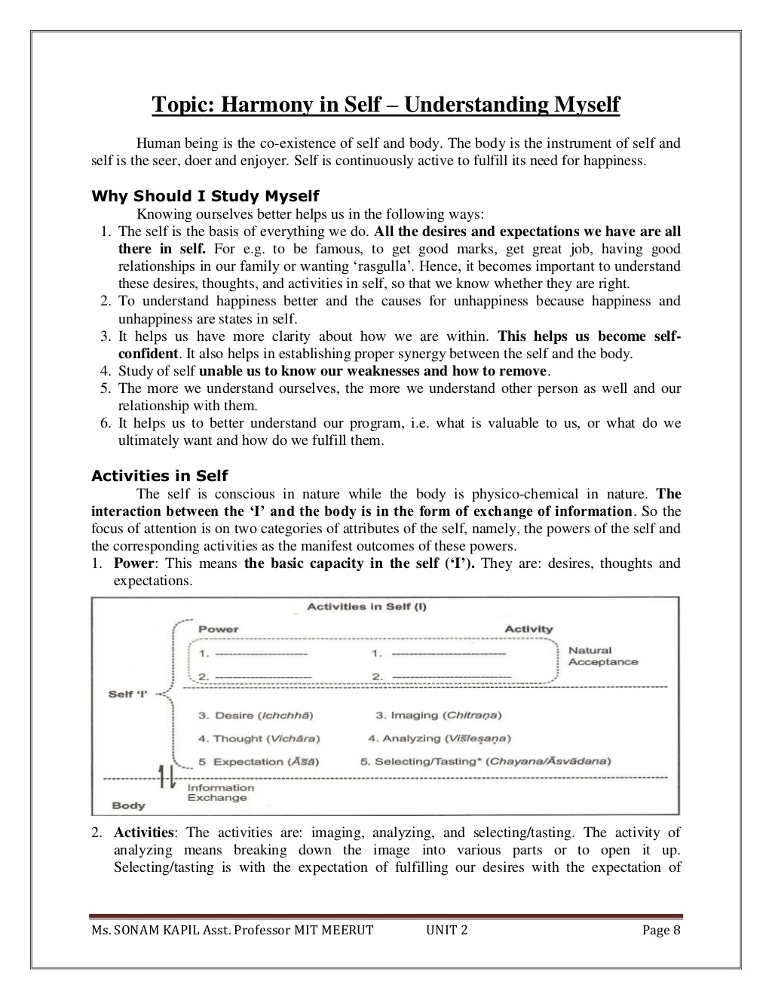 Topic: Harmony in Self – Understanding Myself
Human being is the co-existence of self and body. The body is the instrument of self and
self is the seer, doer and enjoyer. Self is continuously active to fulfill its need for happiness.
Why Should I Study Myself
Knowing ourselves better helps us in the following ways:
1. The self is the basis of everything we do. All the desires and expectations we have are all
there in self. For e.g. to be famous, to get good marks, get great job, having good
relationships in our family or wanting ‘rasgulla’. Hence, it becomes important to understand
these desires, thoughts, and activities in self, so that we know whether they are right.
2. To understand happiness better and the causes for unhappiness because happiness and
unhappiness are states in self.
3. It helps us have more clarity about how we are within. This helps us become self-
confident. It also helps in establishing proper synergy between the self and the body.
4. Study of self unable us to know our weaknesses and how to remove.
5. The more we understand ourselves, the more we understand other person as well and our
relationship with them.
6. It helps us to better understand our program, i.e. what is valuable to us, or what do we
ultimately want and how do we fulfill them.
Activities in Self
The self is conscious in nature while the body is physico-chemical in nature. The
interaction between the ‘I’ and the body is in the form of exchange of information. So the
focus of attention is on two categories of attributes of the self, namely, the powers of the self and
the corresponding activities as the manifest outcomes of these powers.
1. Power: This means the basic capacity in the self (‘I’). They are: desires, thoughts and
expectations.
Activities in Self (I)
Power Activity
1. 1. Natural
Acceptance
2. 2.
Self ‘I’
3. Desire (Ichchhā) 3. Imaging (Chitraṇa)
4. Thought (Vichāra) 4. Analyzing (Viśleṣaṇa)
5 Expectation (Āśā) 5. Selecting/Tasting* (Chayana/Āsvādana)
Information
Exchange
Body
2. Activities: The activities are: imaging, analyzing, and selecting/tasting. The activity of
analyzing means breaking down the image into various parts or to open it up.
Selecting/tasting is with the expectation of fulfilling our desires with the expectation of
Ms. SONAM KAPIL Asst. Professor MIT MEERUT UNIT 2 Page 8